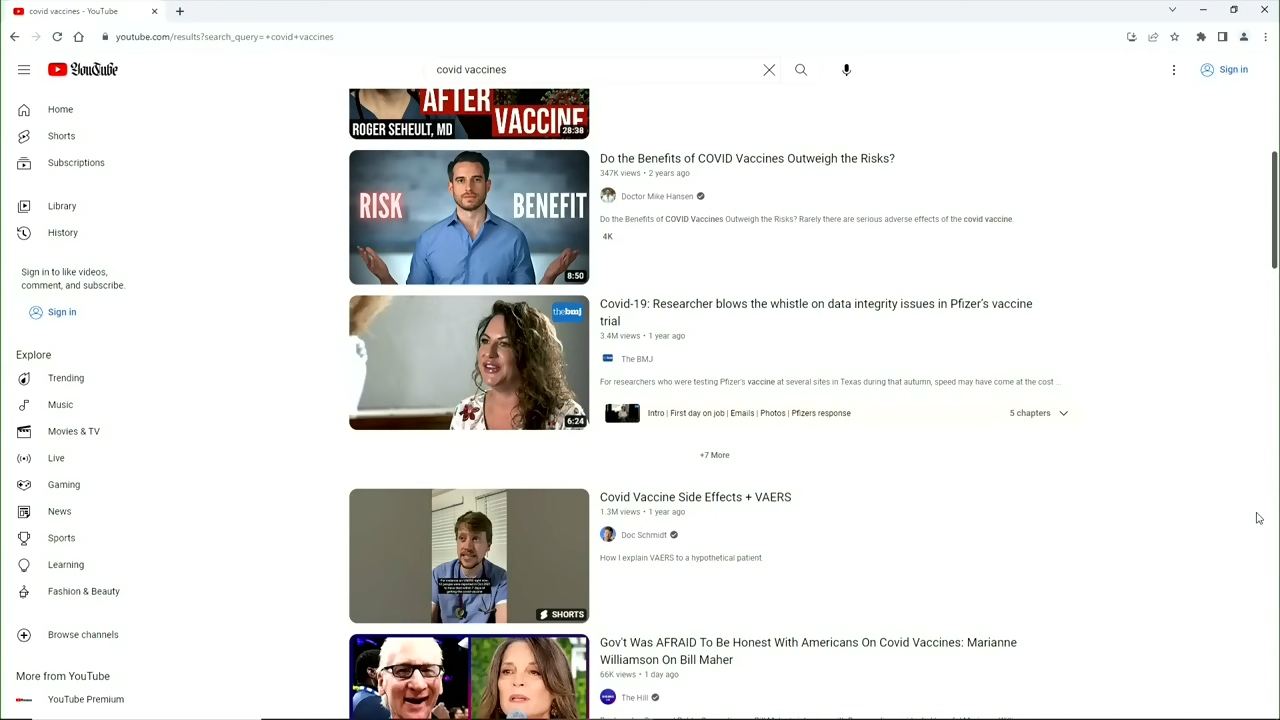 covid vaccines - YouTube
youtube.com/results?search_query=+covid+vaccines
YouTube
covid vaccines
Sign in
Home
Shorts
Subscriptions
Library
History
Sign in to like videos,
comment, and subscribe.
Sign in
Explore
Trending
Music
Movies & TV
Live
Gaming
News
Sports
Learning
Fashion & Beauty
Browse channels
More from YouTube
YouTube Premium
AFTER
ROGER SEHEULT, MD
VACCINE
28:38
RISK
BENEFIT
8:50
Do the Benefits of COVID Vaccines Outweigh the Risks?
347K views • 2 years ago
Doctor Mike Hansen
Do the Benefits of COVID Vaccines Outweigh the Risks? Rarely there are serious adverse effects of the covid vaccine.
4K
thebmj
6:24
Covid-19: Researcher blows the whistle on data integrity issues in Pfizer's vaccine
trial
3.4M views • 1 year ago
The BMJ
For researchers who were testing Pfizer's vaccine at several sites in Texas during that autumn, speed may have come at the cost ...
Intro | First day on job | Emails | Photos | Pfizers response
5 chapters
+7 More
SHORTS
Covid Vaccine Side Effects + VAERS
1.3M views • 1 year ago
Doc Schmidt
How I explain VAERS to a hypothetical patient
Gov't Was AFRAID To Be Honest With Americans On Covid Vaccines: Marianne
Williamson On Bill Maher
66K views • 1 day ago
The Hill